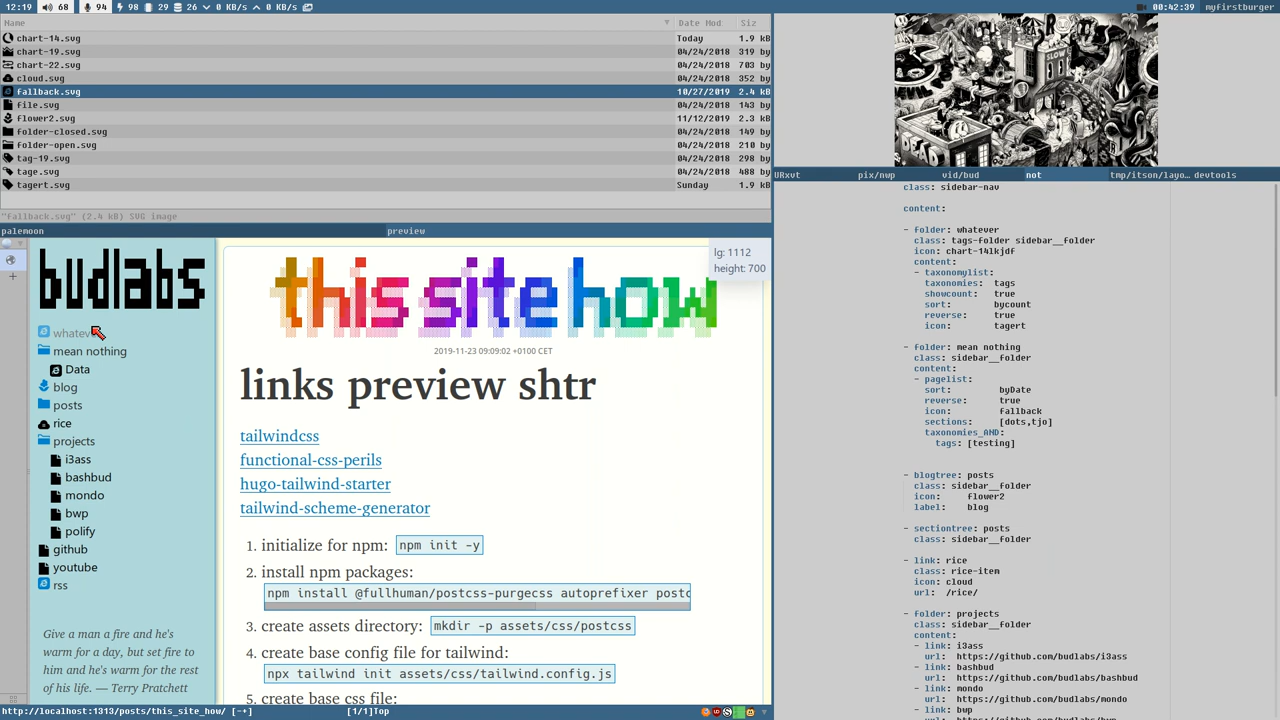 12:19 68 94 98 29 26 0 KB/s 0 KB/s
00:42:39 myfirstburger
Name Date Mod Siz
chart-14.svg Today 1.9 kB
chart-19.svg 04/24/2018 319 by
chart-22.svg 04/24/2018 703 by
cloud.svg 04/24/2018 352 by
fallback.svg 10/27/2019 2.4 kB
file.svg 04/24/2018 143 by
flower2.svg 11/12/2019 2.3 kB
folder-closed.svg 04/24/2018 149 by
folder-open.svg 04/24/2018 210 by
tag-19.svg 04/24/2018 298 by
tage.svg 04/24/2018 488 by
tagert.svg Sunday 1.9 kB
"fallback.svg" (2.4 kB) SVG image
palemoon preview
budlabs
mean nothing
Data
blog
posts
rice
projects
i3ass
bashbud
mondo
bwp
polify
github
youtube
rss
Give a man a fire and he's
warm for a day, but set fire to
him and he's warm for the rest
of his life. — Terry Pratchett
this site how
lg: 1112
height: 700
2019-11-23 09:09:02 +0100 CET
links preview shtr
tailwindcss
functional-css-perils
hugo-tailwind-starter
tailwind-scheme-generator
1. initialize for npm: npm init -y
2. install npm packages:
npm install @fullhuman/postcss-purgecss autoprefixer postc
3. create assets directory: mkdir -p assets/css/postcss
4. create base config file for tailwind:
npx tailwind init assets/css/tailwind.config.js
5. create base css file:
http://localhost:1313/posts/this_site_how/ [-+] [1/1]Top
SLOW
DEAD
URxvt pix/nwp vid/bud not tmp/itson/layo… devtools
class: sidebar-nav
content:
- folder: whatever
class: tags-folder sidebar__folder
icon: chart-14lkjdf
content:
- taxonomylist:
taxonomies: tags
showcount: true
sort: bycount
reverse: true
icon: tagert
- folder: mean nothing
class: sidebar__folder
content:
- pagelist:
sort: byDate
reverse: true
icon: fallback
sections: [dots,tjo]
taxonomies_AND:
tags: [testing]
- blogtree: posts
class: sidebar__folder
icon: flower2
label: blog
- sectiontree: posts
class: sidebar__folder
- link: rice
class: rice-item
icon: cloud
url: /rice/
- folder: projects
class: sidebar__folder
content:
- link: i3ass
url: https://github.com/budlabs/i3ass
- link: bashbud
url: https://github.com/budlabs/bashbud
- link: mondo
url: https://github.com/budlabs/mondo
- link: bwp